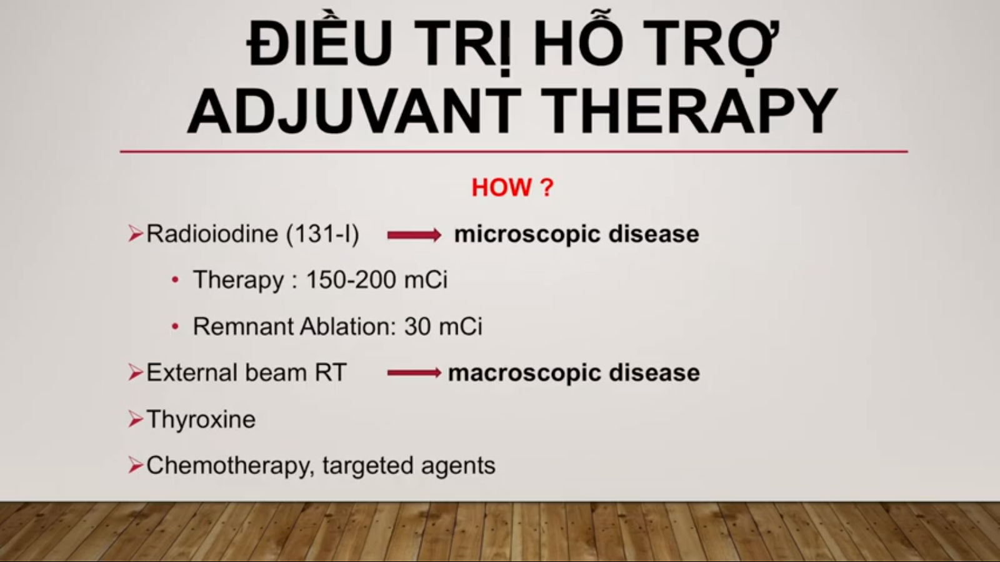 ĐIỀU TRỊ HỖ TRỢ
ADJUVANT THERAPY
HOW ?
Radioiodine (131-I) microscopic disease
Therapy : 150-200 mCi
Remnant Ablation: 30 mCi
External beam RT macroscopic disease
Thyroxine
Chemotherapy, targeted agents